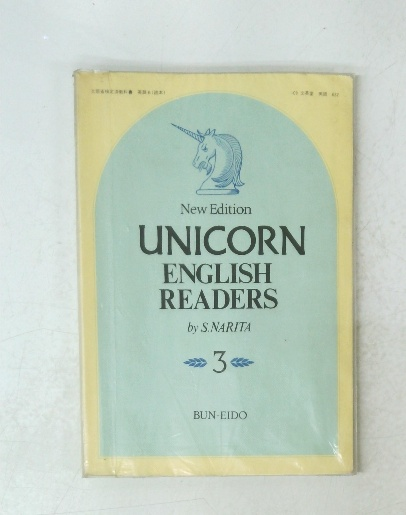 New Edition
UNICORN
ENGLISH
READERS
by S.NARITA
3
BUN-EIDO